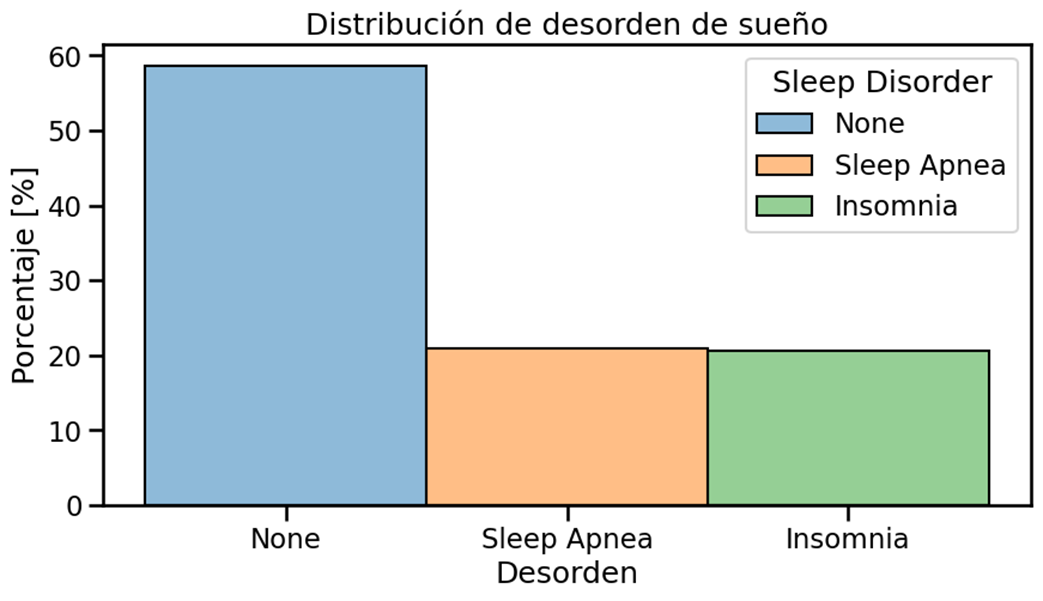 Distribución de desorden de sueño
Porcentaje [%]
60
50
40
30
20
10
0
Sleep Disorder
None
Sleep Apnea
Insomnia
None
Sleep Apnea
Insomnia
Desorden